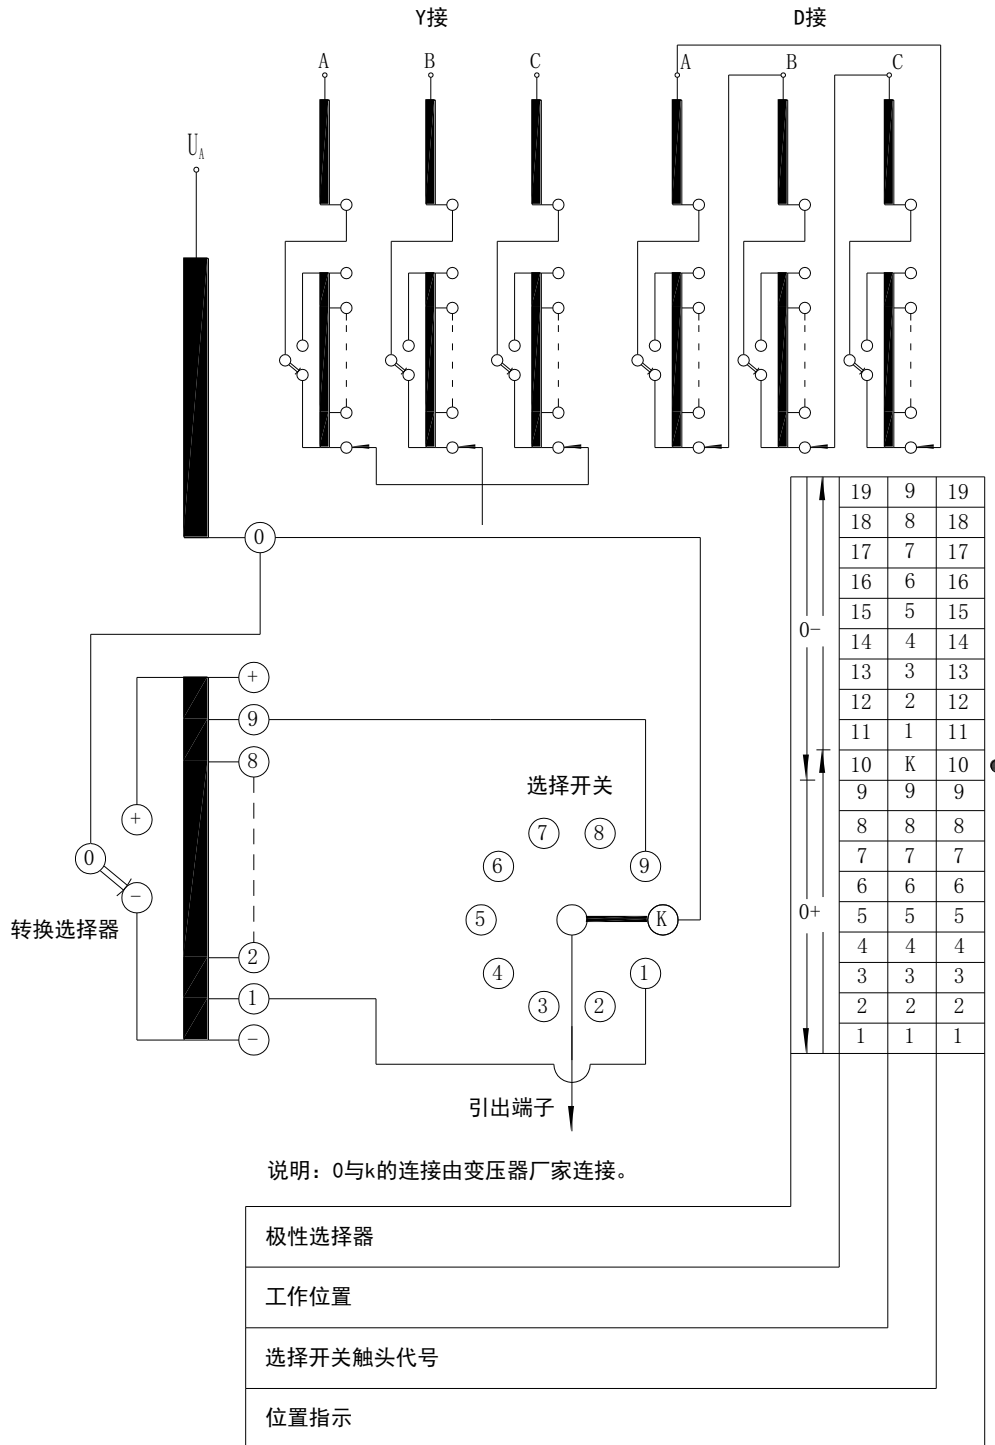 Y接 D接
A B C A B C
U_A
0
+
9
8
+
0
-
2
1
-
转换选择器
选择开关
7 8
6 9
5 K
4 1
3 2
引出端子
0-
0+
19 9 19
18 8 18
17 7 17
16 6 16
15 5 15
14 4 14
13 3 13
12 2 12
11 1 11
10 K 10
9 9 9
8 8 8
7 7 7
6 6 6
5 5 5
4 4 4
3 3 3
2 2 2
1 1 1
说明：0与k的连接由变压器厂家连接。
极性选择器
工作位置
选择开关触头代号
位置指示